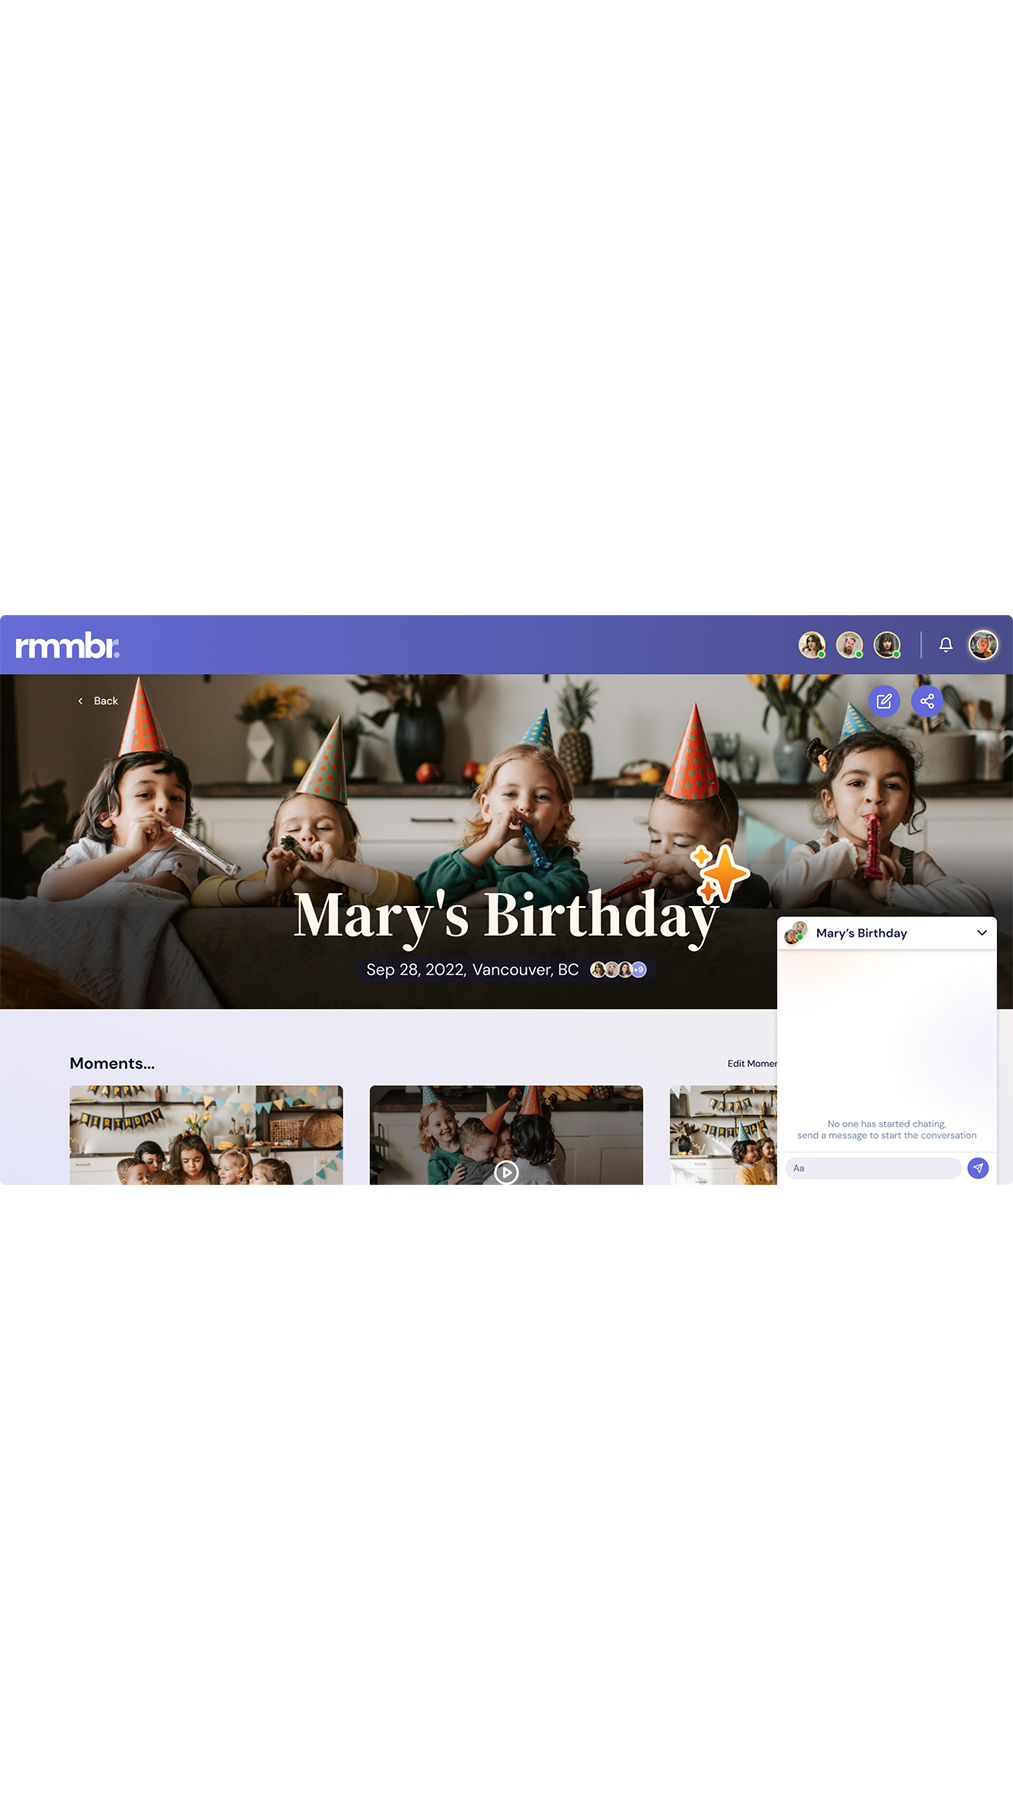 rmmbr.
Back
Mary's Birthday
Sep 28, 2022, Vancouver, BC
+9
Mary’s Birthday
Moments...
Edit Momen
BIRTHDAY
No one has started chating,
send a message to start the conversation
Aa